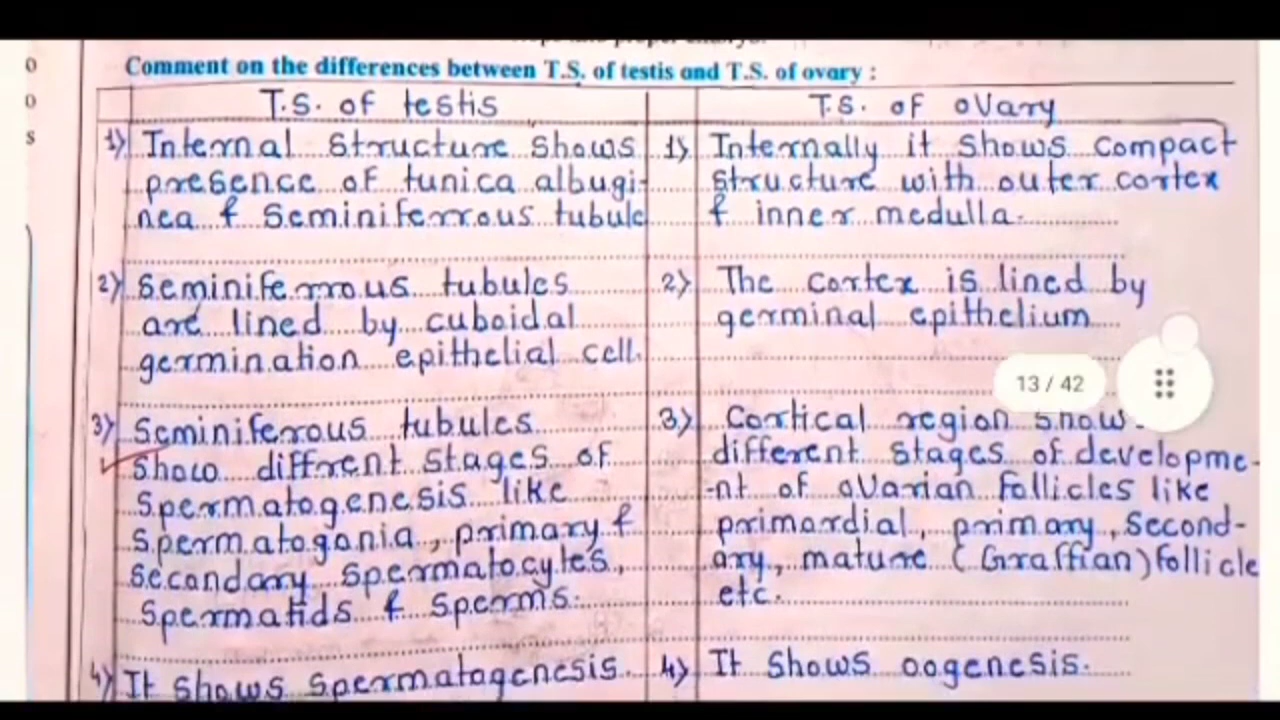 Comment on the differences between T.S. of testis and T.S. of ovary :
T.S. of testis
T.S. of ovary
1) Internal structure shows
presence of tunica albugi-
nea & seminiferrous tubule
1) Internally it shows compact
structure with outer cortex
& inner medulla.
2) Seminiferrous tubules
are lined by cuboidal
germination epithelial cell.
2) The cortex is lined by
germinal epithelium
13 / 42
3) Seminiferous tubules
show diffrent stages of
spermatogenesis like
spermatogonia, primary &
secondary spermatocytes,
spermatids & sperms.
3) Cortical region show
different stages of developme-
-nt of ovarian follicles like
primordial, primary, second-
ary, mature (Graffian) follicle
etc.
4) It shows spermatogenesis.
4) It shows oogenesis.